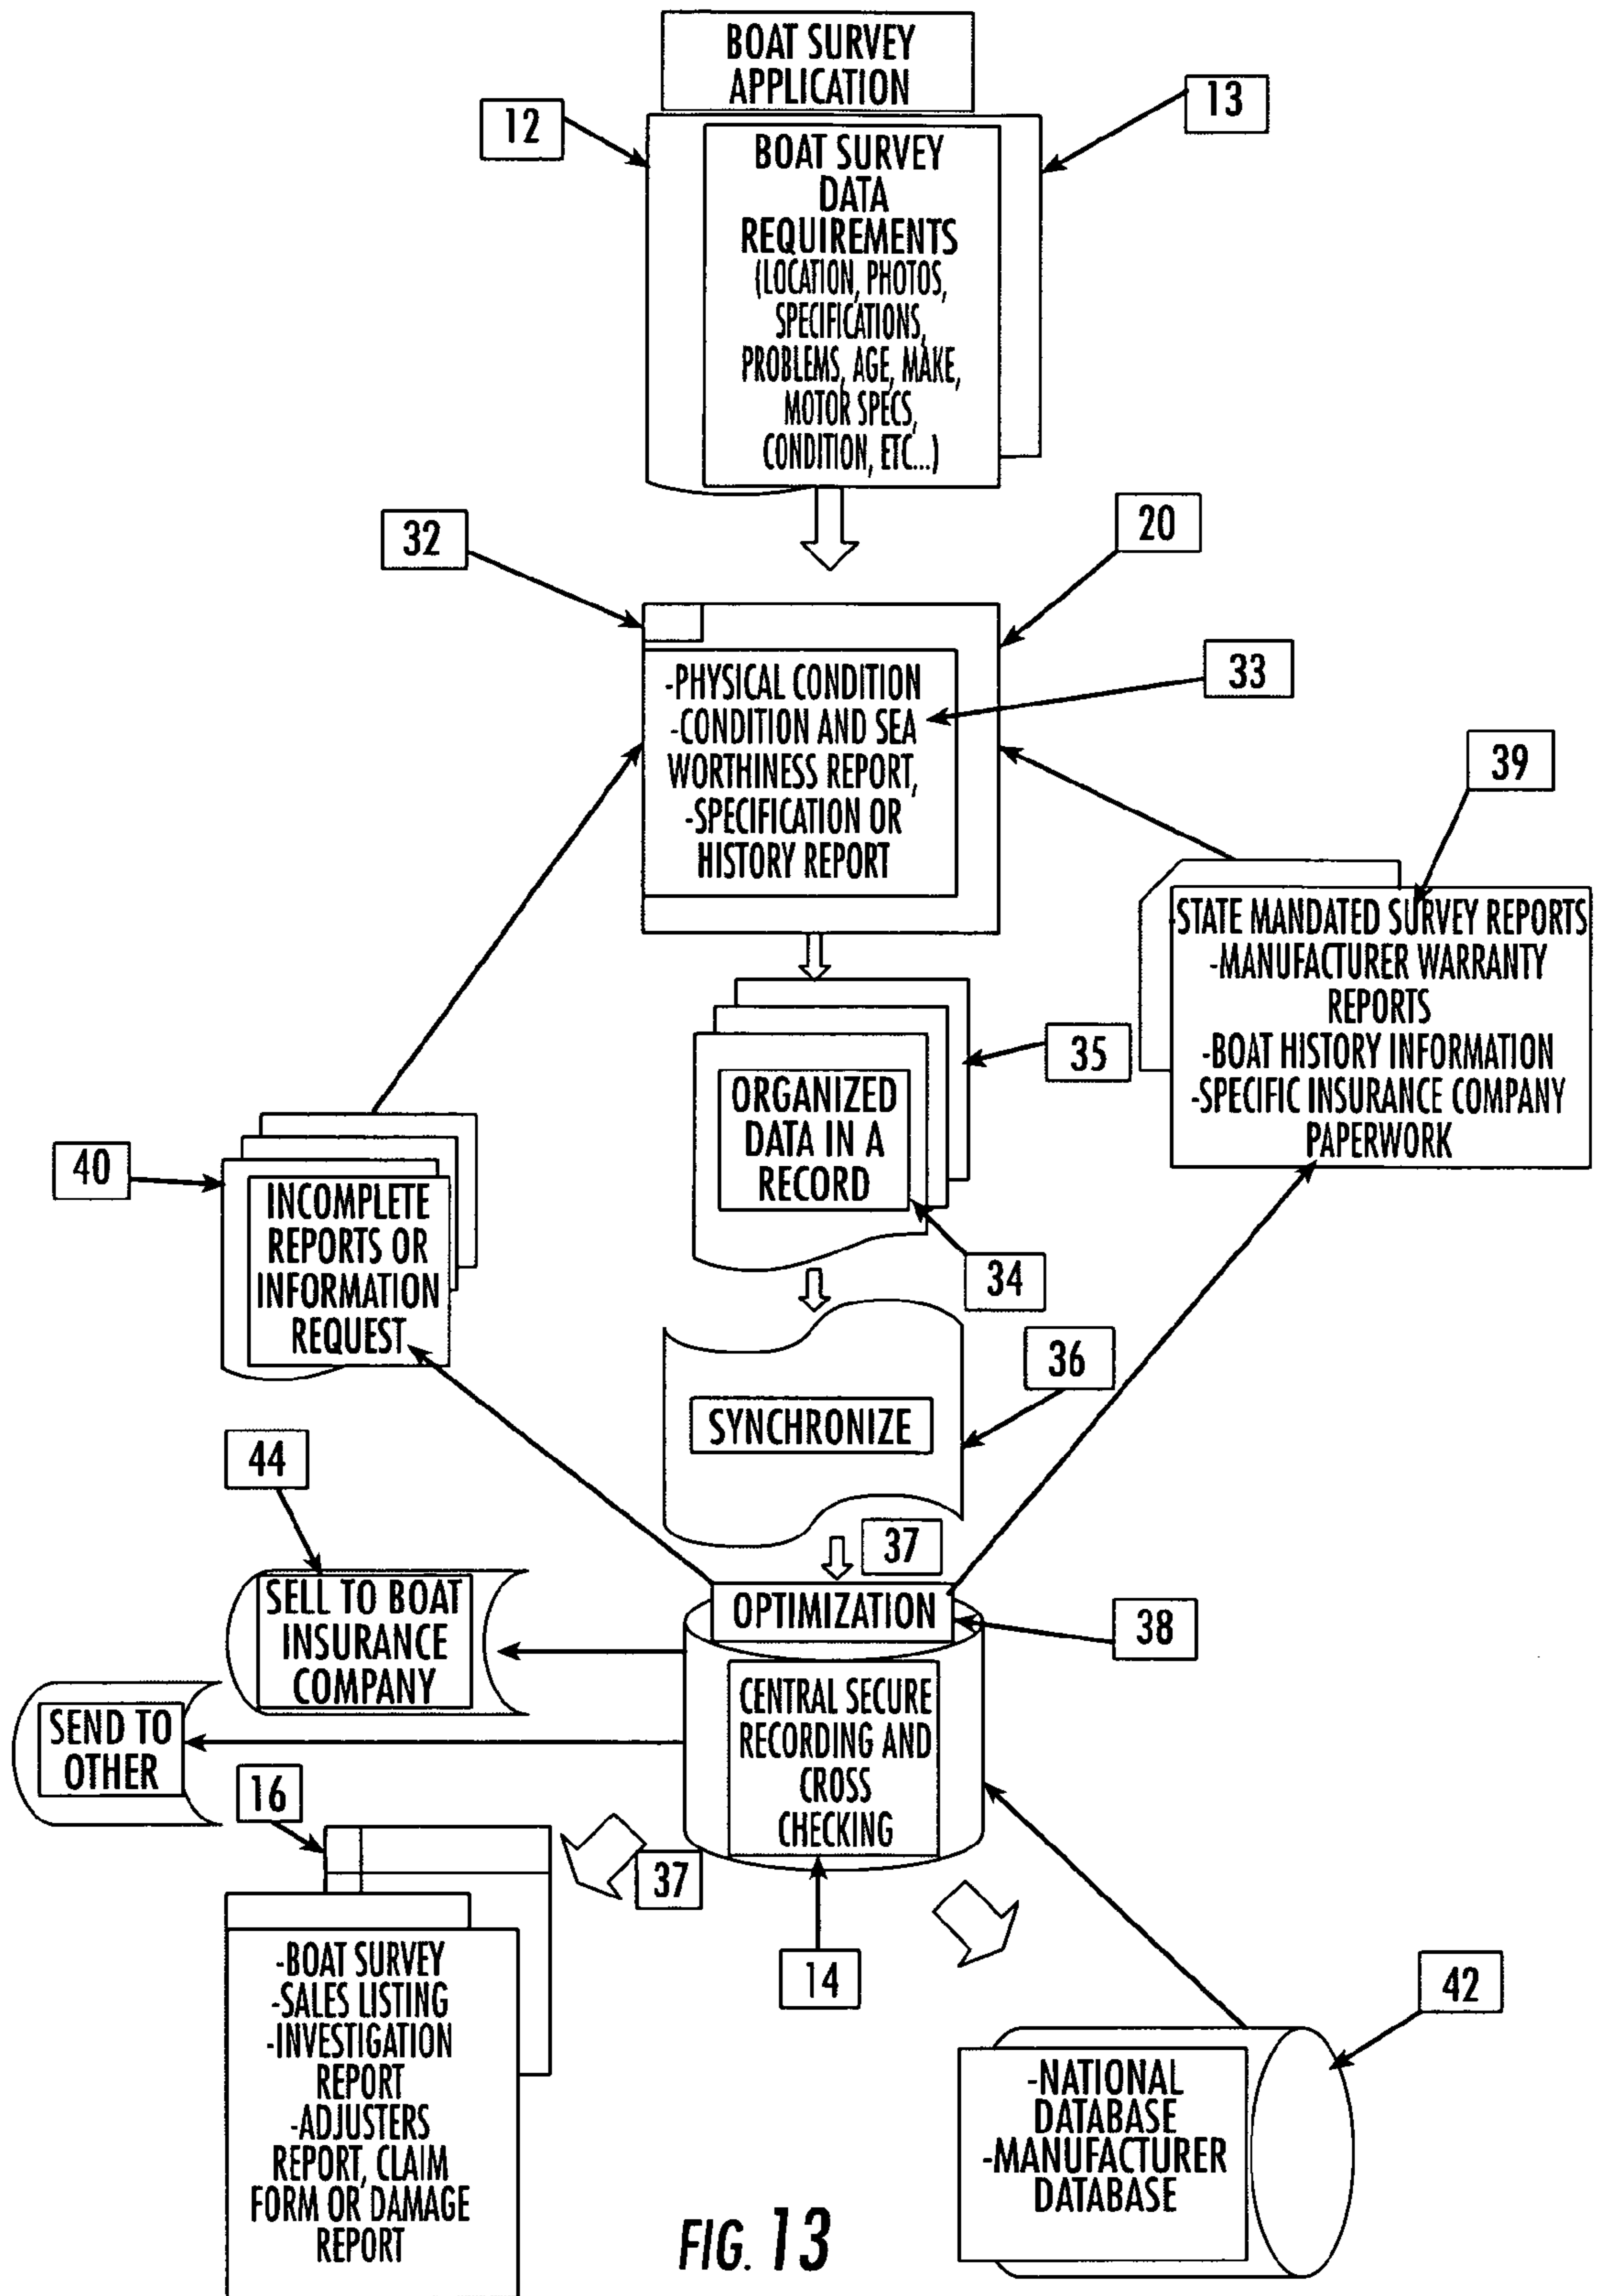 BOAT SURVEY
APPLICATION
12
13
BOAT SURVEY
DATA
REQUIREMENTS
(LOCATION, PHOTOS,
SPECIFICATIONS,
PROBLEMS, AGE, MAKE,
MOTOR SPECS,
CONDITION, ETC...)
32
20
33
-PHYSICAL CONDITION
-CONDITION AND SEA
WORTHINESS REPORT,
-SPECIFICATION OR
HISTORY REPORT
39
-STATE MANDATED SURVEY REPORTS
-MANUFACTURER WARRANTY
REPORTS
-BOAT HISTORY INFORMATION
-SPECIFIC INSURANCE COMPANY
PAPERWORK
35
ORGANIZED
DATA IN A
RECORD
34
40
INCOMPLETE
REPORTS OR
INFORMATION
REQUEST
36
SYNCHRONIZE
44
37
SELL TO BOAT
INSURANCE
COMPANY
OPTIMIZATION
38
CENTRAL SECURE
RECORDING AND
CROSS
CHECKING
SEND TO
OTHER
16
37
14
42
-BOAT SURVEY
-SALES LISTING
-INVESTIGATION
REPORT
-ADJUSTERS
REPORT, CLAIM
FORM OR DAMAGE
REPORT
-NATIONAL
DATABASE
-MANUFACTURER
DATABASE
FIG. 13